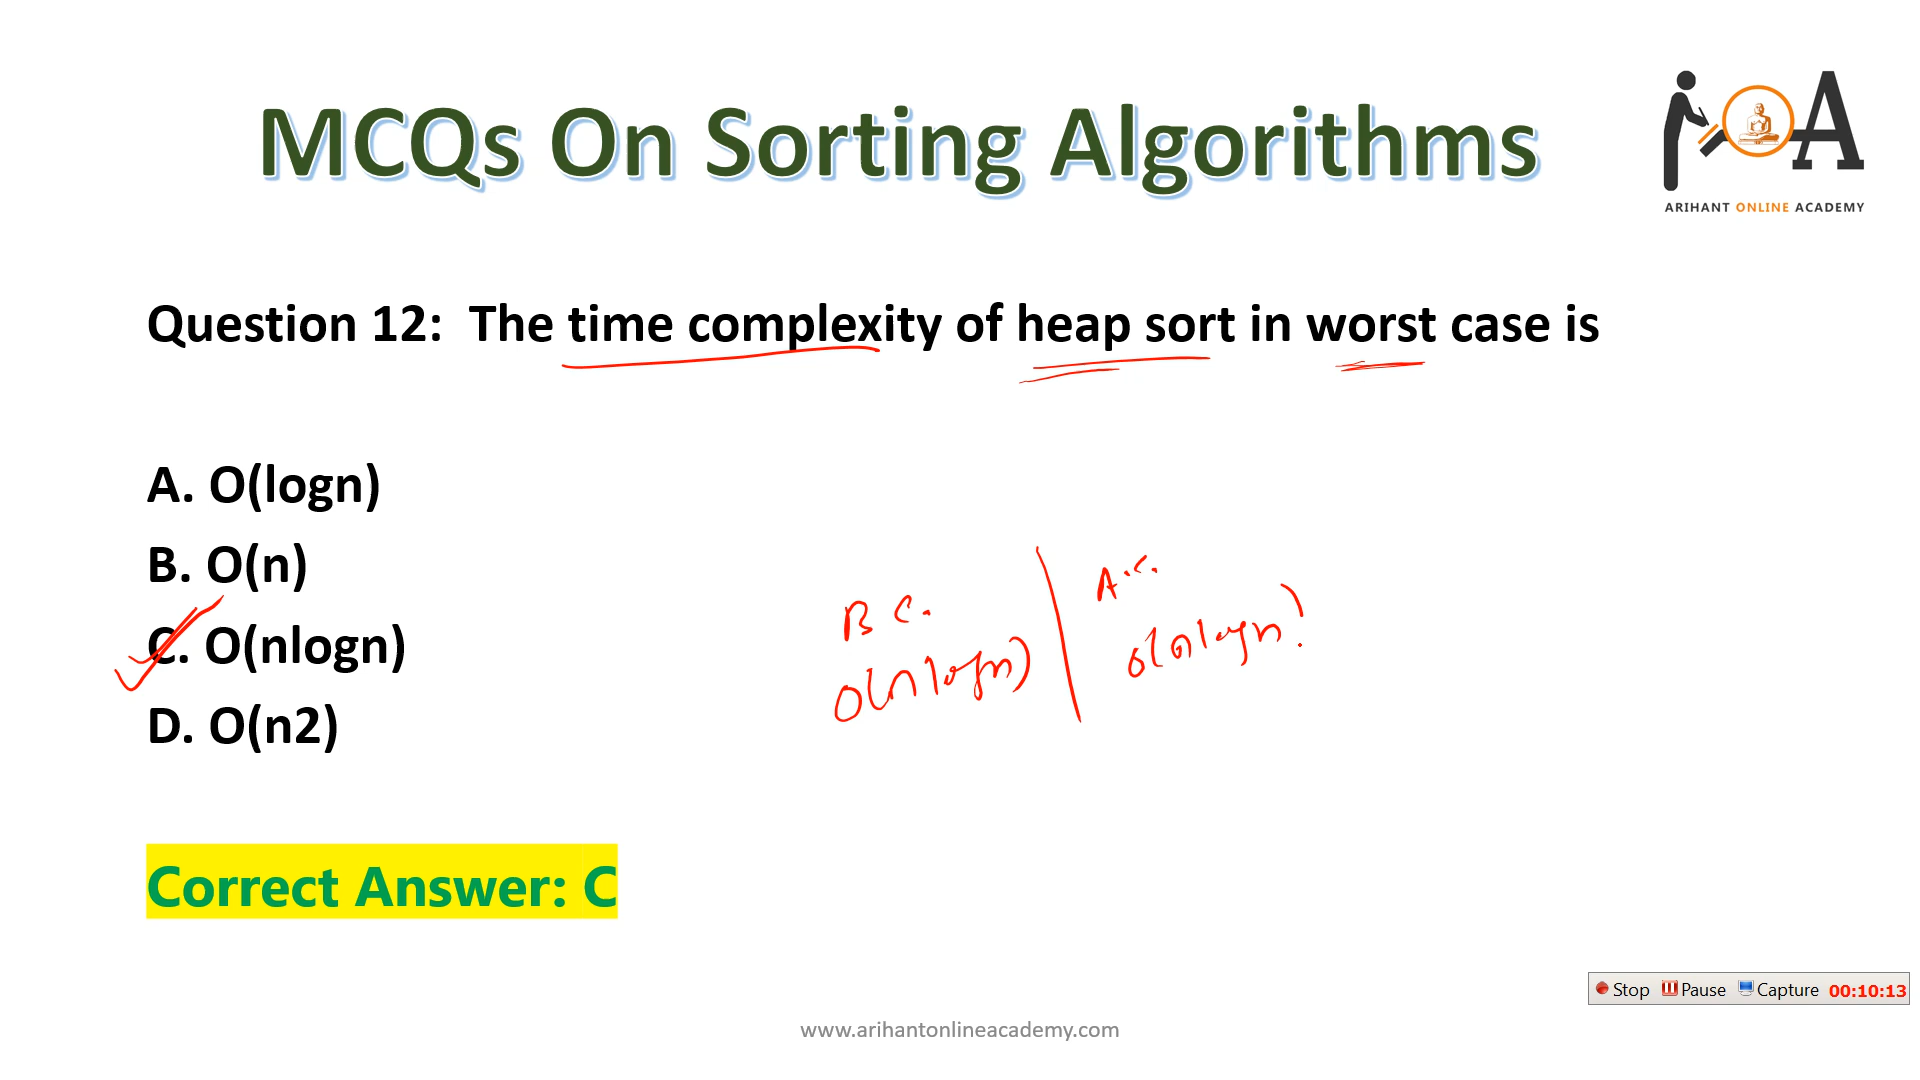 MCQs On Sorting Algorithms
ARIHANT ONLINE ACADEMY
Question 12: The time complexity of heap sort in worst case is
A. O(logn)
B. O(n)
C. O(nlogn)
D. O(n2)
B C.
O(nlogn)
A.C.
O(nlogn)
Correct Answer: C
Stop Pause Capture 00:10:13
www.arihantonlineacademy.com